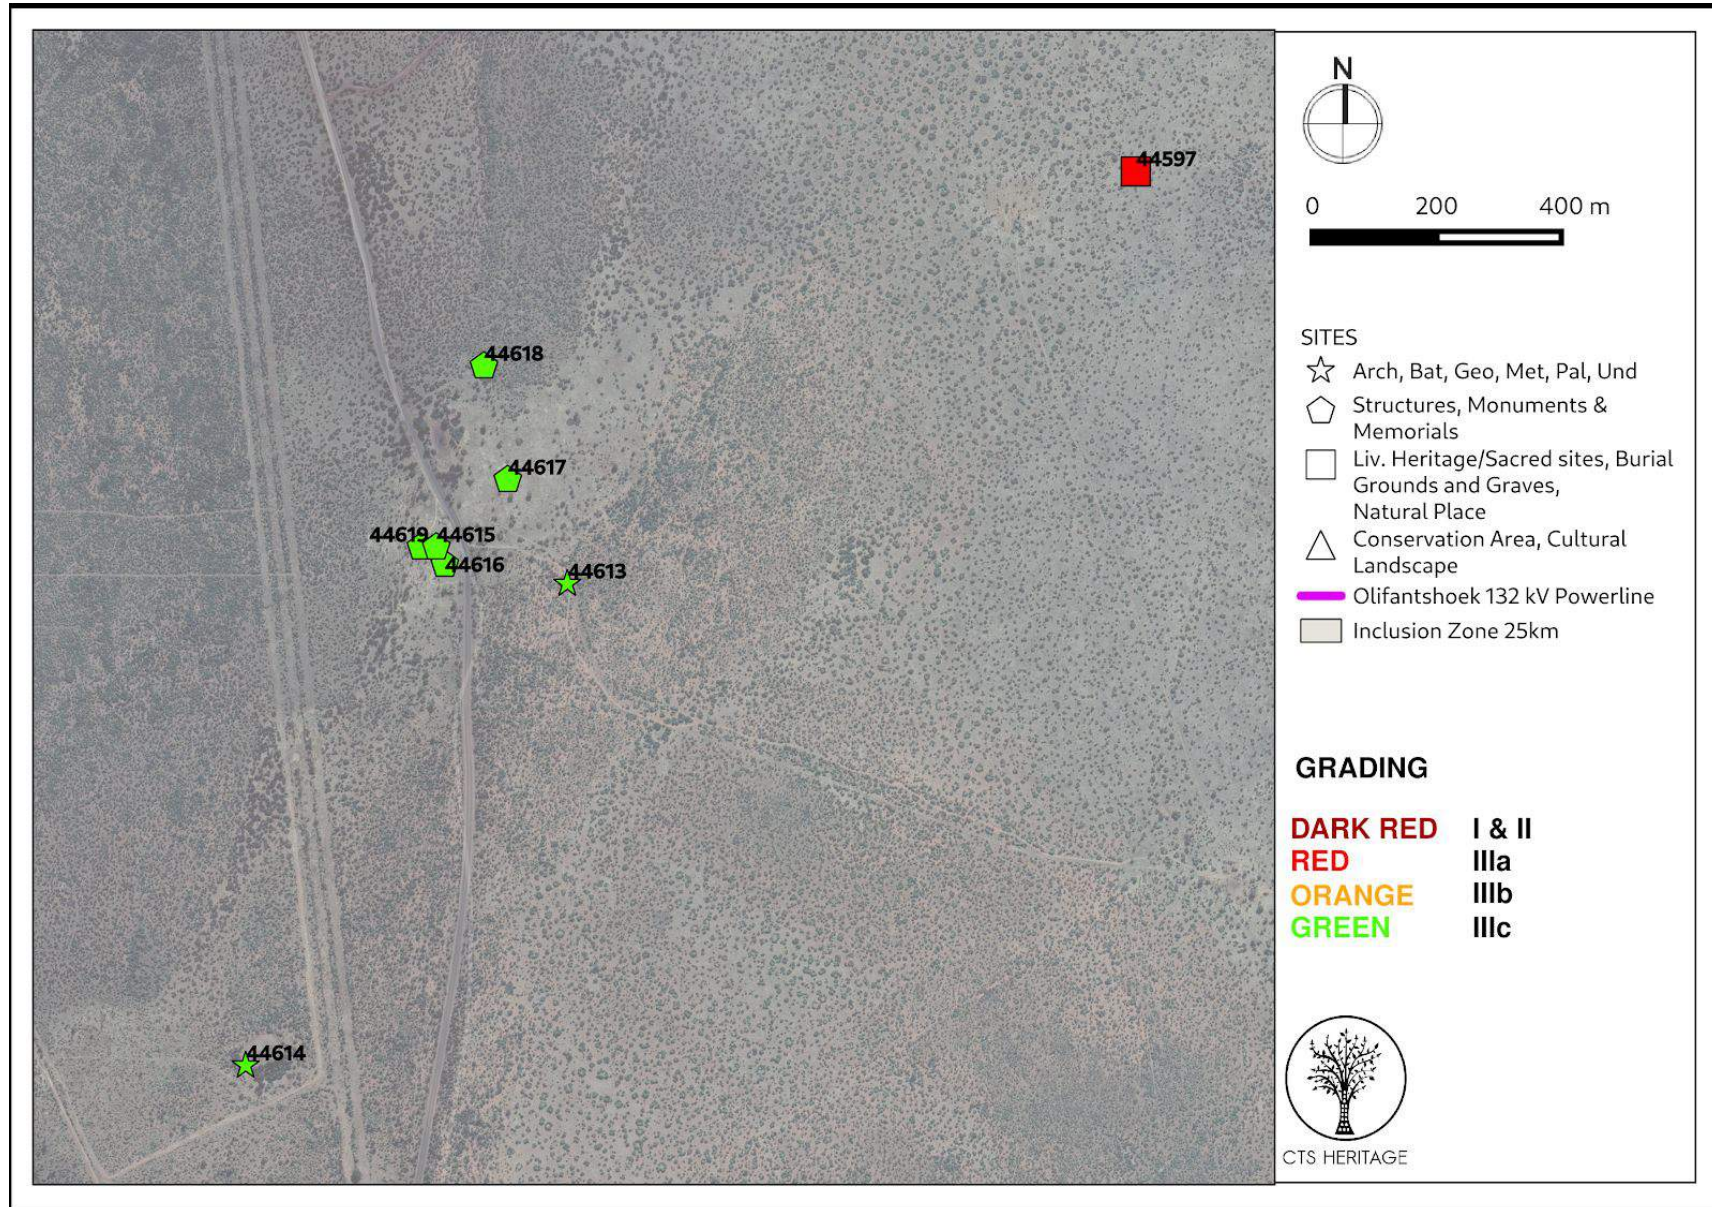 44597
44618
44617
44619 44615
44616
44613
44614
N
0 200 400 m
SITES
Arch, Bat, Geo, Met, Pal, Und
Structures, Monuments &
Memorials
Liv. Heritage/Sacred sites, Burial
Grounds and Graves,
Natural Place
Conservation Area, Cultural
Landscape
Olifantshoek 132 kV Powerline
Inclusion Zone 25km
GRADING
DARK RED I & II
RED IIIa
ORANGE IIIb
GREEN IIIc
CTS HERITAGE